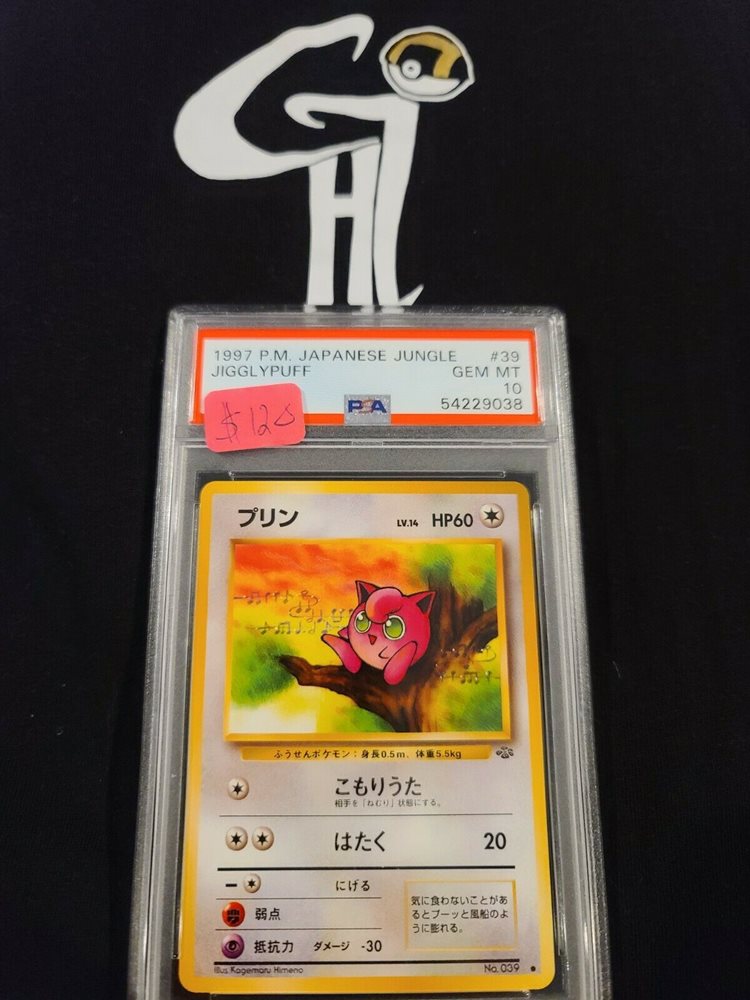 GHI
1997 P.M. JAPANESE JUNGLE #39
JIGGLYPUFF GEM MT
10
PSA 54229038
$120
プリン LV.14 HP60
ふうせんポケモン：身長0.5m、体重5.5kg
こもりうた
相手を「ねむり」状態にする。
はたく 20
にげる
弱点
抵抗力 ダメージ -30
気に食わないことがあ
るとプーッと風船のよ
うに膨れる。
Illus. Kagemaru Himeno No. 039